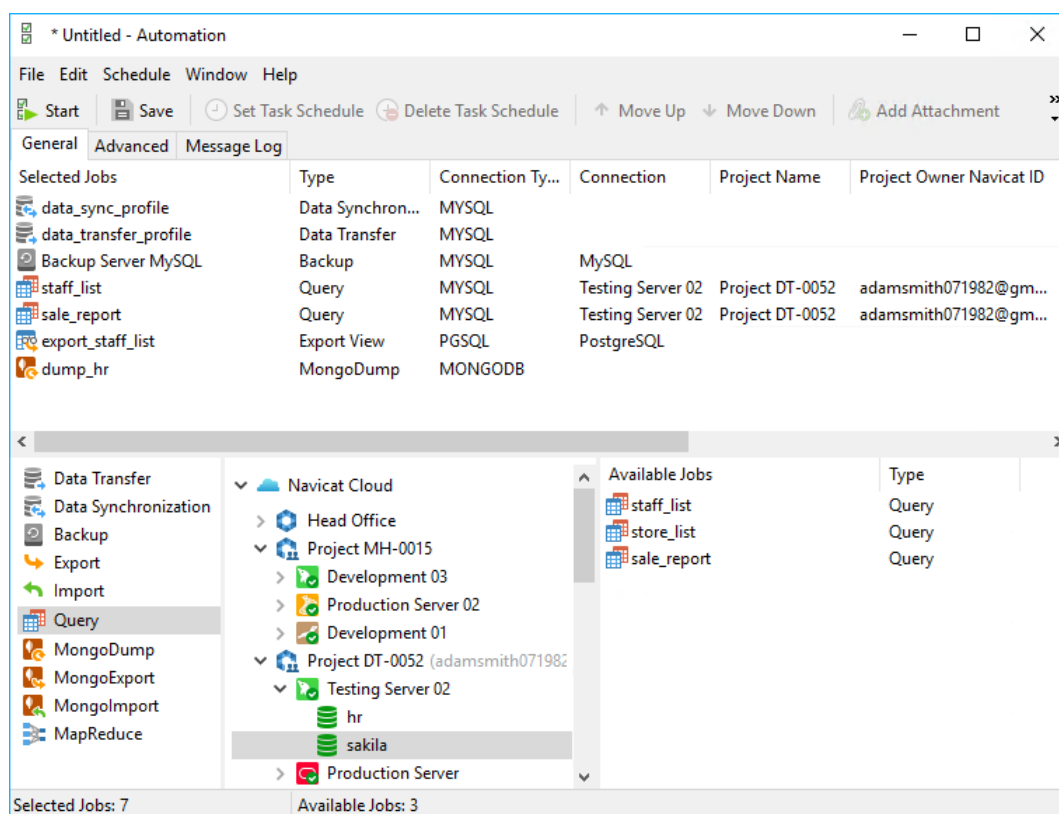 * Untitled - Automation
File Edit Schedule Window Help
Start Save Set Task Schedule Delete Task Schedule Move Up Move Down Add Attachment
General Advanced Message Log
Selected Jobs Type Connection Ty... Connection Project Name Project Owner Navicat ID
data_sync_profile Data Synchron... MYSQL
data_transfer_profile Data Transfer MYSQL
Backup Server MySQL Backup MYSQL MySQL
staff_list Query MYSQL Testing Server 02 Project DT-0052 adamsmith071982@gm...
sale_report Query MYSQL Testing Server 02 Project DT-0052 adamsmith071982@gm...
export_staff_list Export View PGSQL PostgreSQL
dump_hr MongoDump MONGODB
Data Transfer
Data Synchronization
Backup
Export
Import
Query
MongoDump
MongoExport
MongoImport
MapReduce
Navicat Cloud
Head Office
Project MH-0015
Development 03
Production Server 02
Development 01
Project DT-0052 (adamsmith071982
Testing Server 02
hr
sakila
Production Server
Available Jobs Type
staff_list Query
store_list Query
sale_report Query
Selected Jobs: 7 Available Jobs: 3